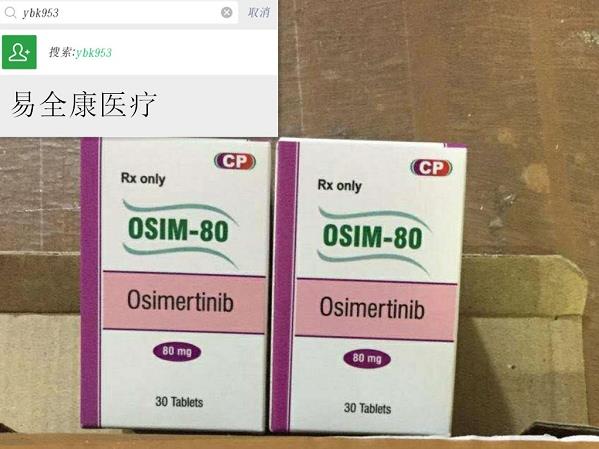 ybk953
取消
搜索:ybk953
易全康医疗
CP
Rx only
OSIM-80
Osimertinib
80 mg
30 Tablets
CP
Rx only
OSIM-80
Osimertinib
80 mg
30 Tablets